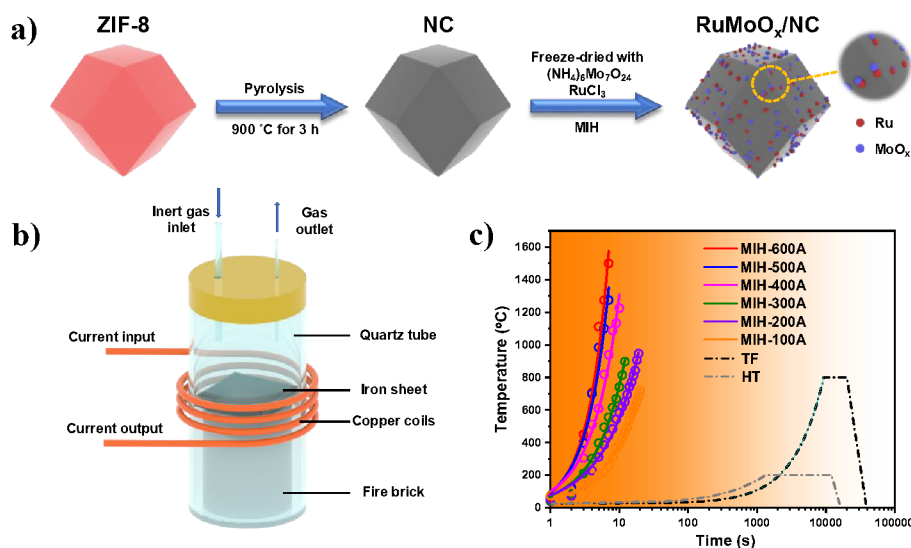 a)
ZIF-8
NC
RuMoOₓ/NC
Pyrolysis
900 °C for 3 h
Freeze-dried with
(NH₄)₆Mo₇O₂₄
RuCl₃
MIH
Ru
MoOₓ
b)
Inert gas
inlet
Gas
outlet
Current input
Current output
Quartz tube
Iron sheet
Copper coils
Fire brick
c)
Temperature (°C)
1600
1400
1200
1000
800
600
400
200
0
MIH-600A
MIH-500A
MIH-400A
MIH-300A
MIH-200A
MIH-100A
TF
HT
1
10
100
1000
10000
100000
Time (s)